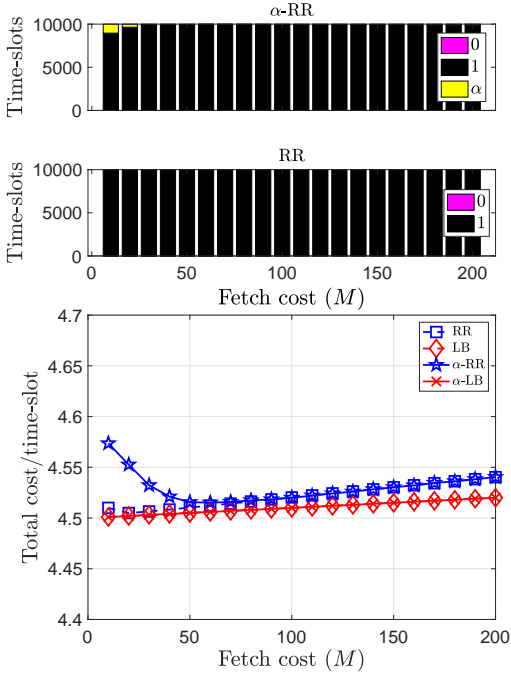 α-RR
Time-slots
10000
5000
0
0
1
α
RR
Time-slots
10000
5000
0
0
1
0
50
100
150
200
Fetch cost (M)
Total cost/time-slot
4.7
4.65
4.6
4.55
4.5
4.45
4.4
RR
LB
α-RR
α-LB
0
50
100
150
200
Fetch cost (M)